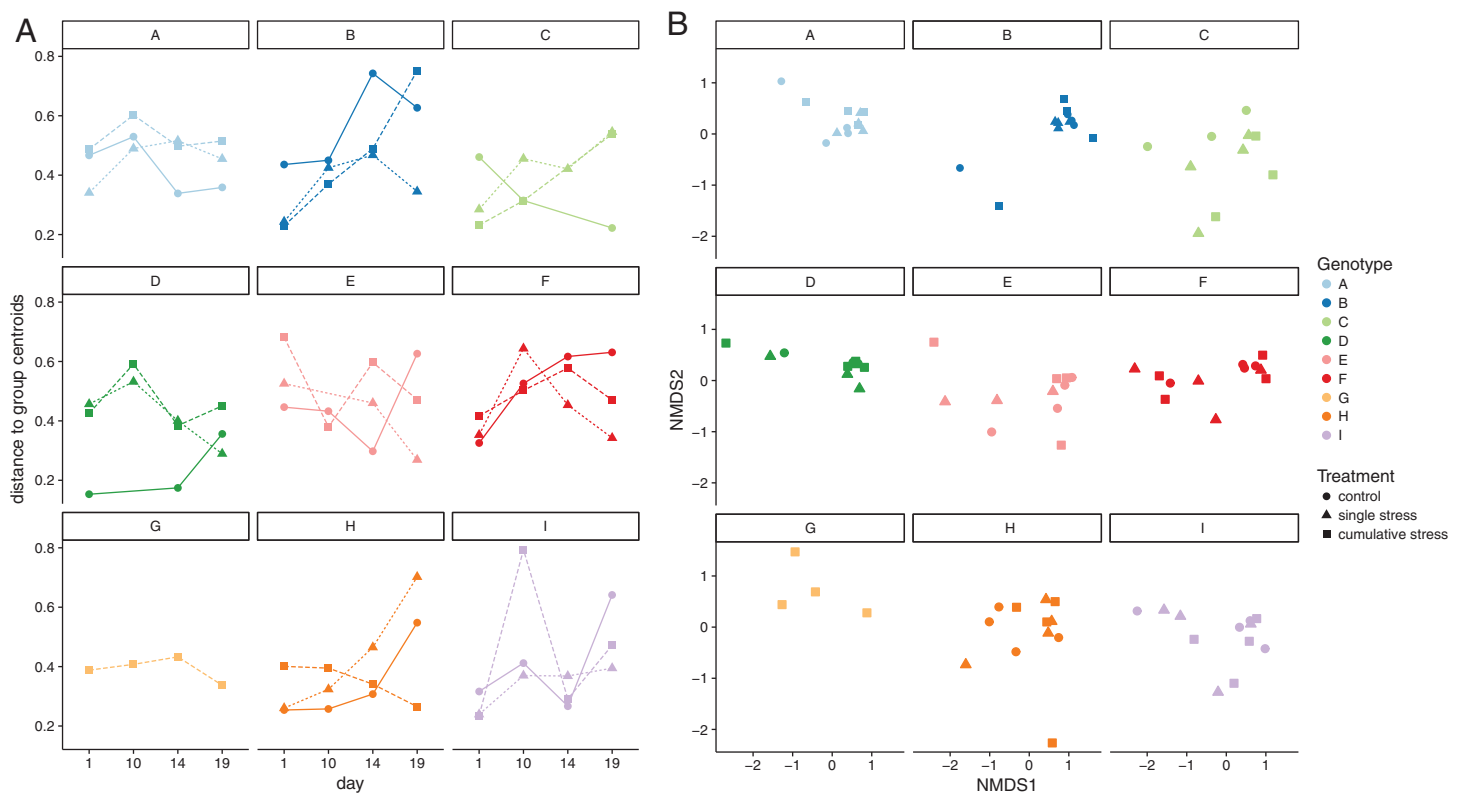 A
A B C
0.8
0.6
0.4
0.2
D E F
0.8
0.6
0.4
0.2
G H I
0.8
0.6
0.4
0.2
1 10 14 19 1 10 14 19 1 10 14 19
day
distance to group centroids
B
A B C
1
0
−1
−2
D E F
1
0
−1
−2
G H I
1
0
−1
−2
−2 −1 0 1 −2 −1 0 1 −2 −1 0 1
NMDS1
NMDS2
Genotype
A
B
C
D
E
F
G
H
I
Treatment
control
single stress
cumulative stress